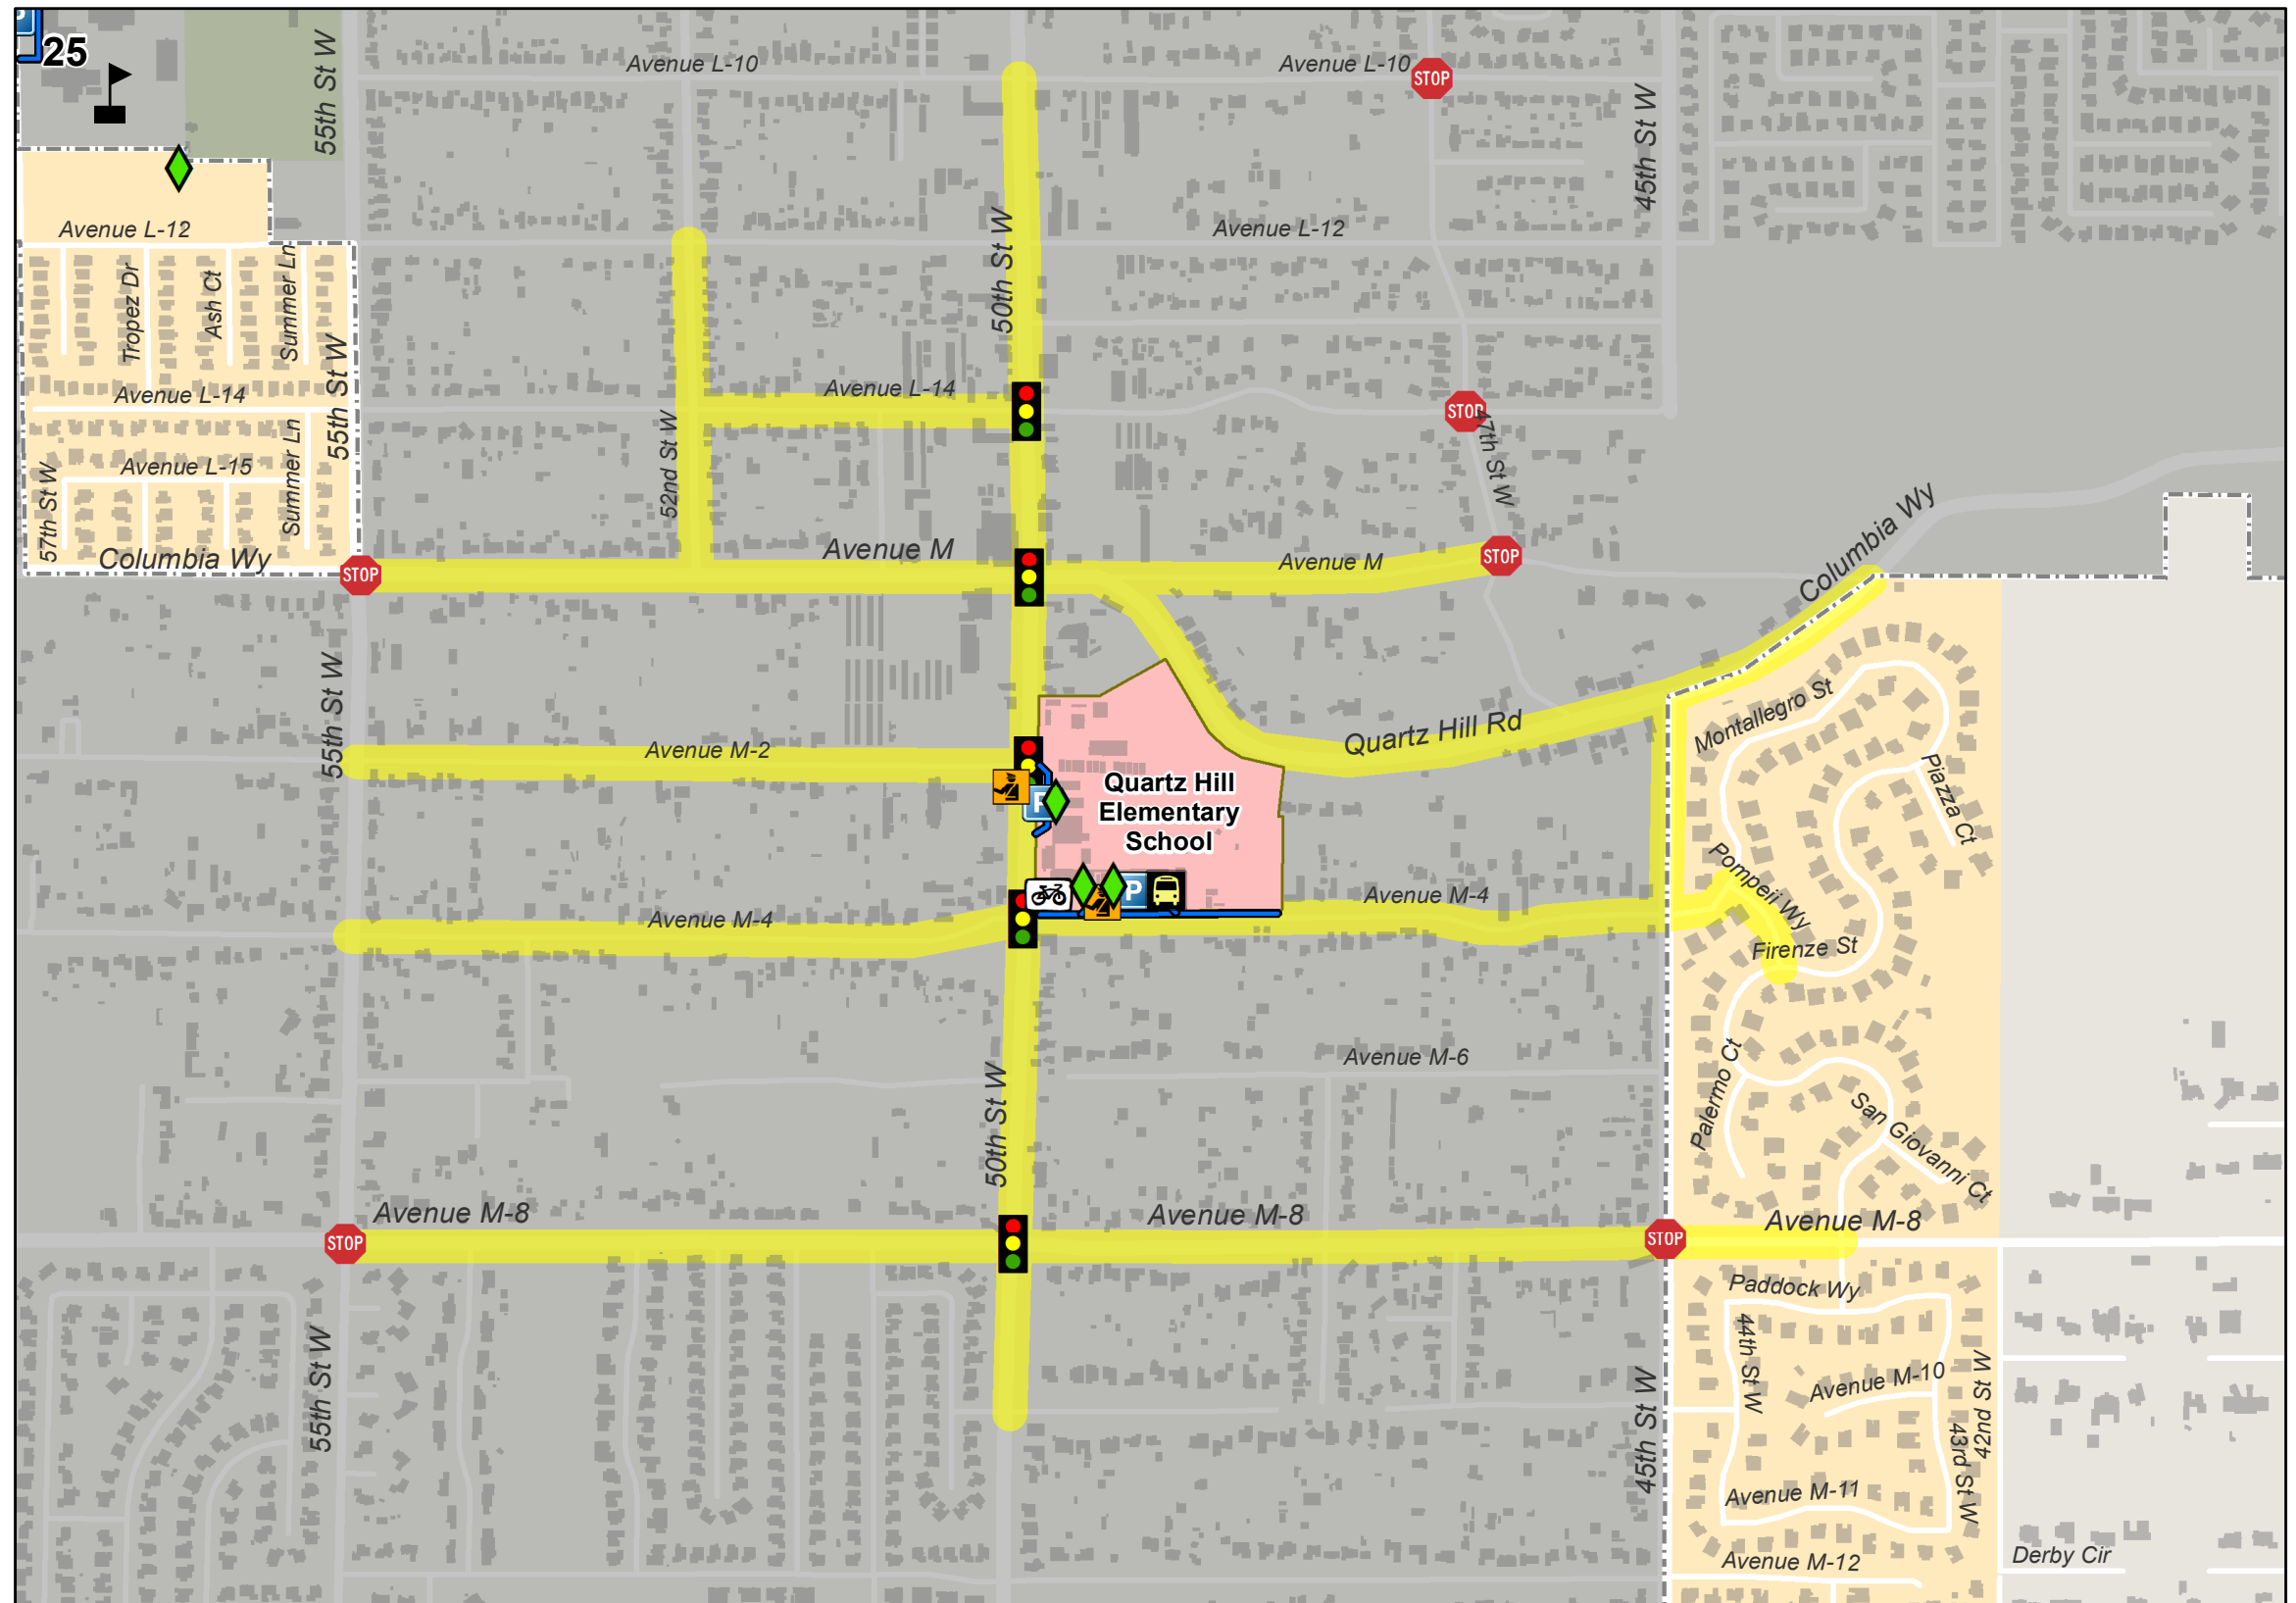 P
25
55th St W
Avenue L-10
Avenue L-10
STOP
45th St W
Avenue L-12
50th St W
Avenue L-12
Tropez Dr
Ash Ct
Summer Ln
Avenue L-14
55th St W
Avenue L-14
STOP
47th St W
52nd St W
57th St W
Avenue L-15
Summer Ln
Columbia Wy
STOP
Avenue M
Avenue M
STOP
Columbia Wy
55th St W
Avenue M-2
Quartz Hill Rd
Montallegro St
Piazza Ct
P
Quartz Hill
Elementary
School
Pompeii Wy
P
Avenue M-4
Avenue M-4
Firenze St
50th St W
Avenue M-6
Palermo Ct
San Giovanni Ct
STOP
Avenue M-8
Avenue M-8
STOP
Avenue M-8
Paddock Wy
55th St W
45th St W
44th St W
Avenue M-10
42nd St W
43rd St W
Avenue M-11
Avenue M-12
Derby Cir